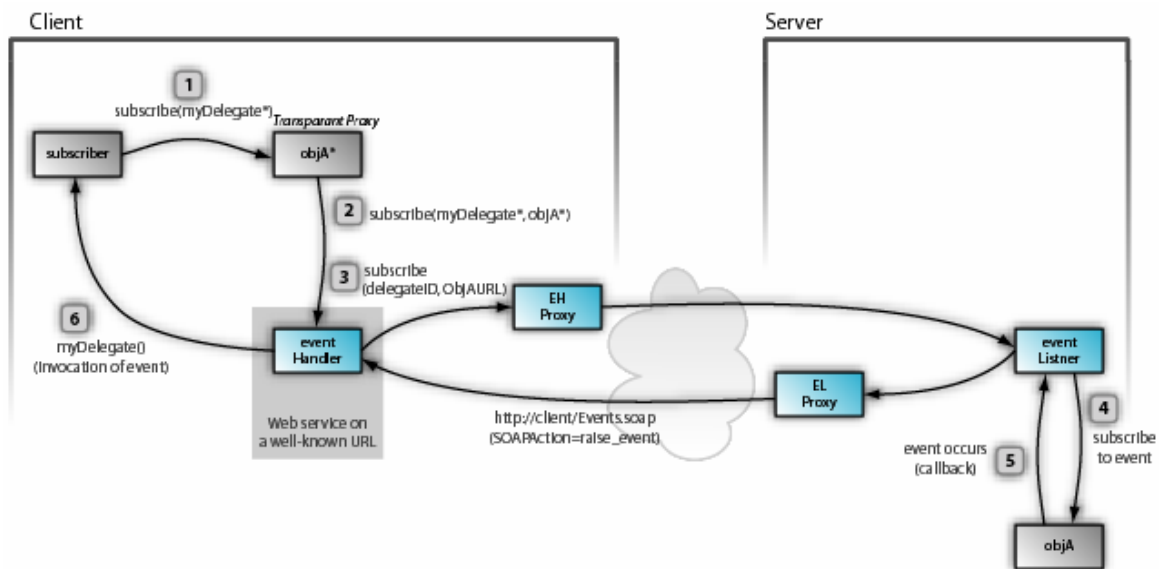 Client
Server
1
subscribe(myDelegate*)
Transparant Proxy
subscriber
objA*
2
subscribe(myDelegate*, objA*)
3
subscribe
(delegateID, ObjAURL)
EH
Proxy
6
myDelegate()
(Invocation of event)
event
Handler
event
Listner
EL
Proxy
Web service on
a well-known URL
http://client/Events.soap
(SOAPAction=raise_event)
4
subscribe
to event
event occurs
(callback)
5
objA